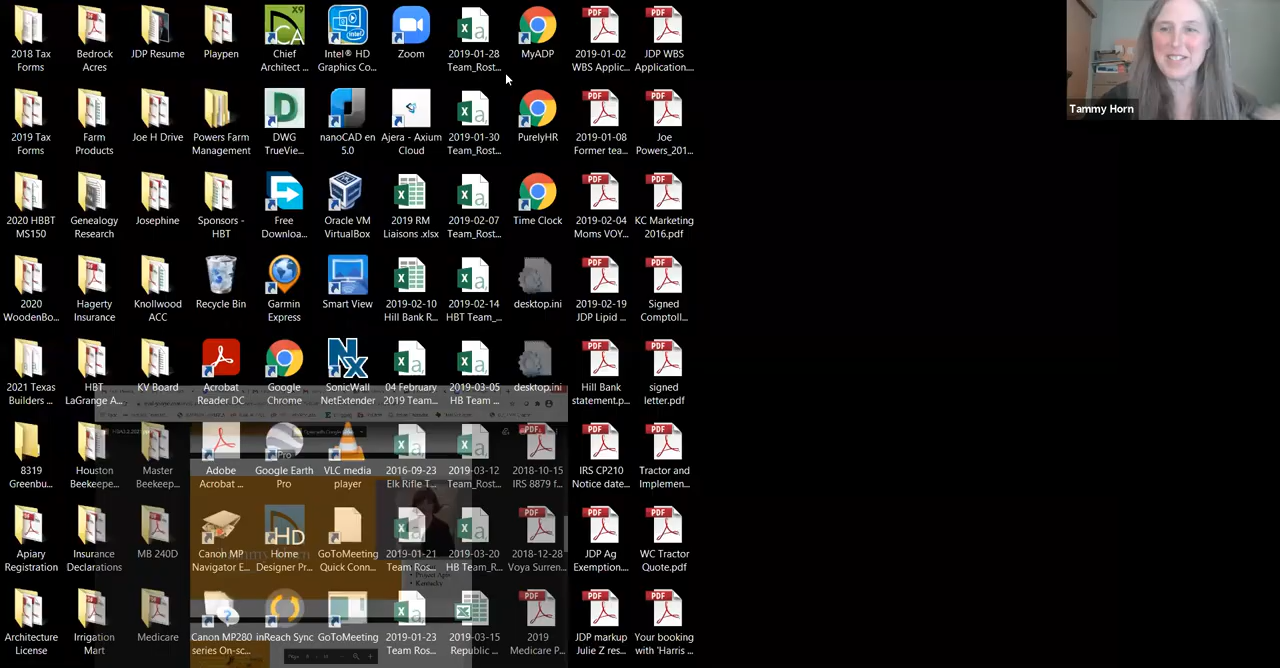 2018 Tax
Forms
Bedrock
Acres
JDP Resume
Playpen
Chief
Architect ...
X9
CA
Intel® HD
Graphics Co...
Zoom
2019-01-28
Team_Rost...
MyADP
2019-01-02
WBS Applic...
JDP WBS
Application....
Tammy Horn
2019 Tax
Forms
Farm
Products
Joe H Drive
Powers Farm
Management
DWG
TrueVie...
nanoCAD en
5.0
Ajera - Axium
Cloud
2019-01-30
Team_Rost...
PurelyHR
2019-01-08
Former tea...
Joe
Powers_201...
2020 HBBT
MS150
Genealogy
Research
Josephine
Sponsors -
HBT
Free
Downloa...
Oracle VM
VirtualBox
2019 RM
Liaisons .xlsx
2019-02-07
Team_Rost...
Time Clock
2019-02-04
Moms VOY...
KC Marketing
2016.pdf
2020
WoodenBo...
Hagerty
Insurance
Knollwood
ACC
Recycle Bin
Garmin
Express
Smart View
2019-02-10
Hill Bank R...
2019-02-14
HBT Team_...
desktop.ini
2019-02-19
JDP Lipid ...
Signed
Comptoll...
2021 Texas
Builders ...
HBT
LaGrange A...
KV Board
Acrobat
Reader DC
Google
Chrome
SonicWall
NetExtender
04 February
2019 Team...
2019-03-05
HB Team ...
desktop.ini
Hill Bank
statement.p...
signed
letter.pdf
8319
Greenbu...
Houston
Beekeepe...
Master
Beekeep...
Adobe
Acrobat ...
Google Earth
Pro
VLC media
player
2016-09-23
Elk Rifle T...
2019-03-12
Team_Rost...
2018-10-15
IRS 8879 f...
IRS CP210
Notice date...
Tractor and
Implemen...
Apiary
Registration
Insurance
Declarations
MB 240D
Canon MP
Navigator E...
Home
Designer Pr...
GoToMeeting
Quick Conn...
2019-01-21
Team Ros...
2019-03-20
HB Team_R...
2018-12-28
Voya Surren...
JDP Ag
Exemption....
WC Tractor
Quote.pdf
Kentucky
Architecture
License
Irrigation
Mart
Medicare
Canon MP280
series On-sc...
inReach Sync
GoToMeeting
2019-01-23
Team Ros...
2019-03-15
Republic ...
2019
Medicare P...
JDP markup
Julie Z res...
Your booking
with 'Harris ...